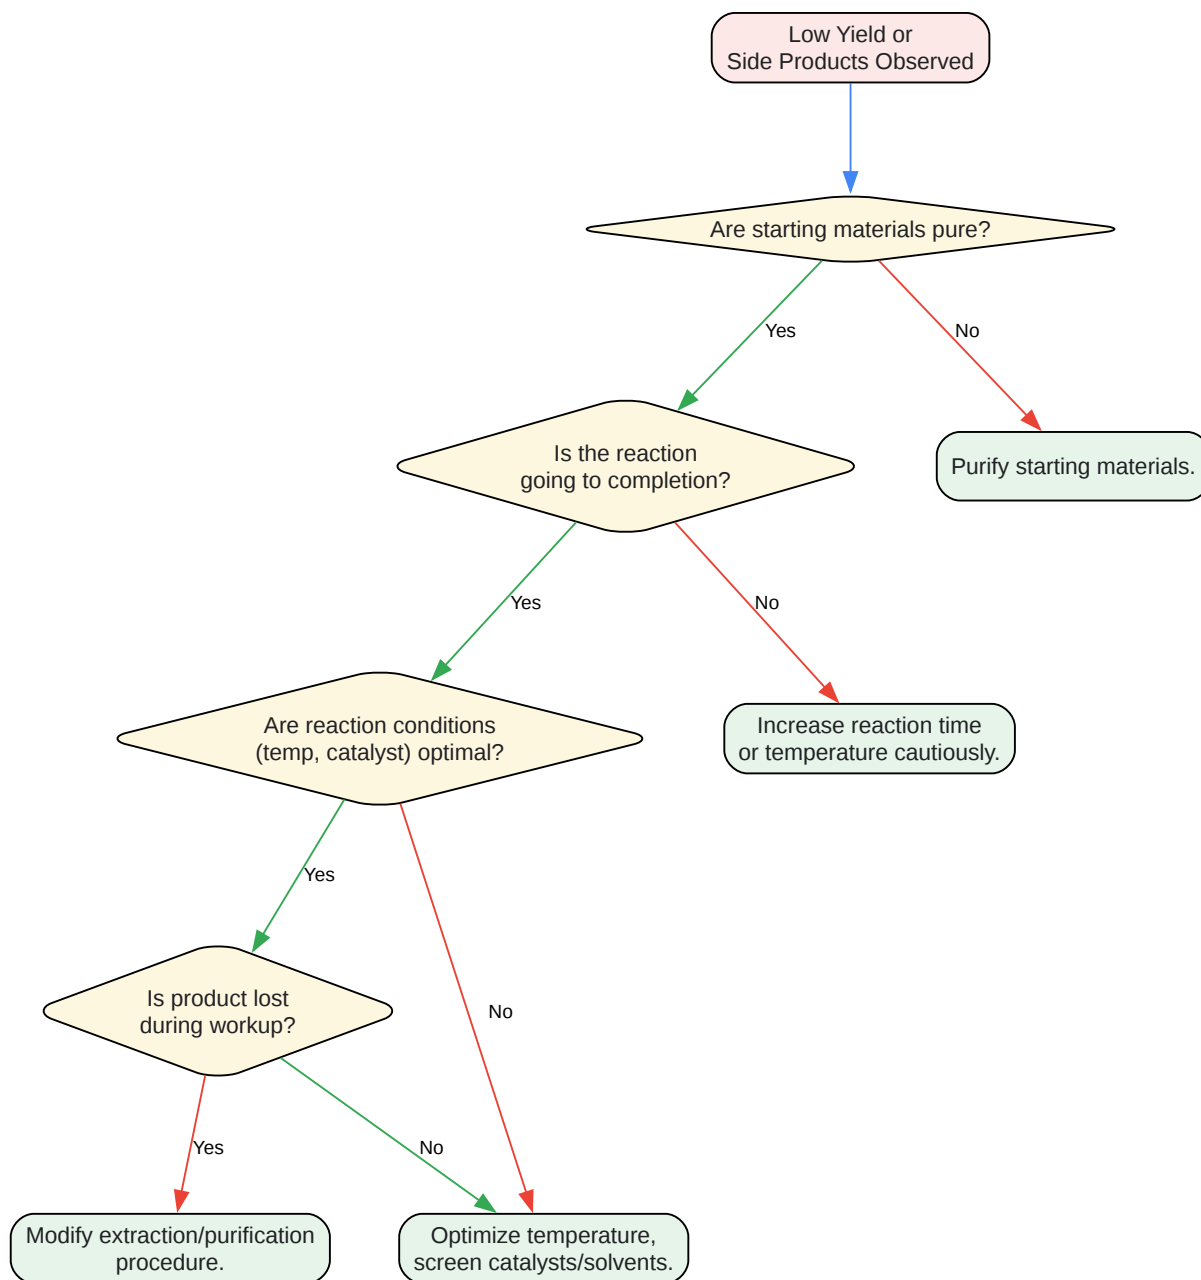 Low Yield or
Side Products Observed
Are starting materials pure?
Yes
No
Is the reaction
going to completion?
Purify starting materials.
Yes
No
Are reaction conditions
(temp, catalyst) optimal?
Increase reaction time
or temperature cautiously.
Yes
Is product lost
during workup?
No
Yes
No
Modify extraction/purification
procedure.
Optimize temperature,
screen catalysts/solvents.